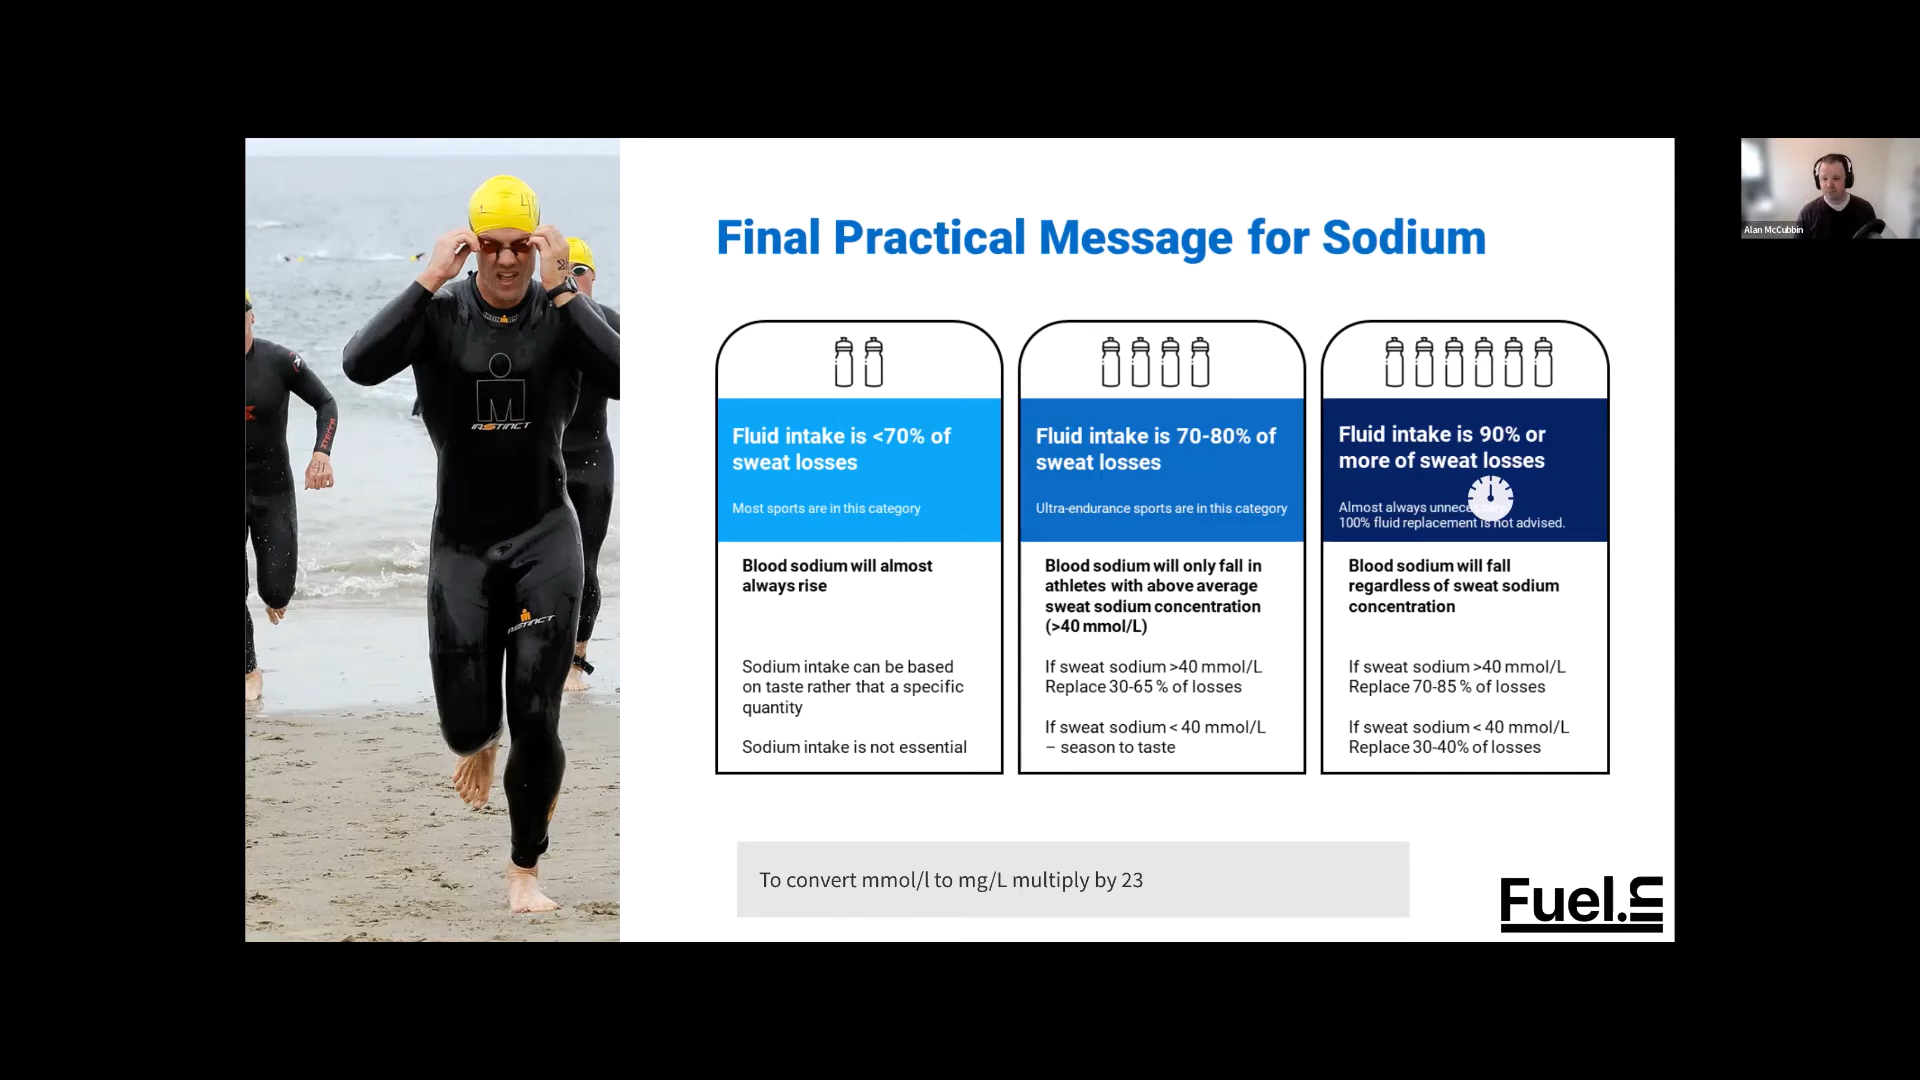 Final Practical Message for Sodium
Fluid intake is <70% of
sweat losses
Most sports are in this category
Blood sodium will almost
always rise
Sodium intake can be based
on taste rather that a specific
quantity
Sodium intake is not essential
Fluid intake is 70-80% of
sweat losses
Ultra-endurance sports are in this category
Blood sodium will only fall in
athletes with above average
sweat sodium concentration
(>40 mmol/L)
If sweat sodium >40 mmol/L
Replace 30-65 % of losses
If sweat sodium < 40 mmol/L
– season to taste
Fluid intake is 90% or
more of sweat losses
Almost always
100% fluid replacement is not advised.
Blood sodium will fall
regardless of sweat sodium
concentration
If sweat sodium >40 mmol/L
Replace 70-85 % of losses
If sweat sodium < 40 mmol/L
Replace 30-40% of losses
To convert mmol/l to mg/L multiply by 23
Fuel.in
Alan McCubbin
IRONMAN
INSTINCT
INSTINCT